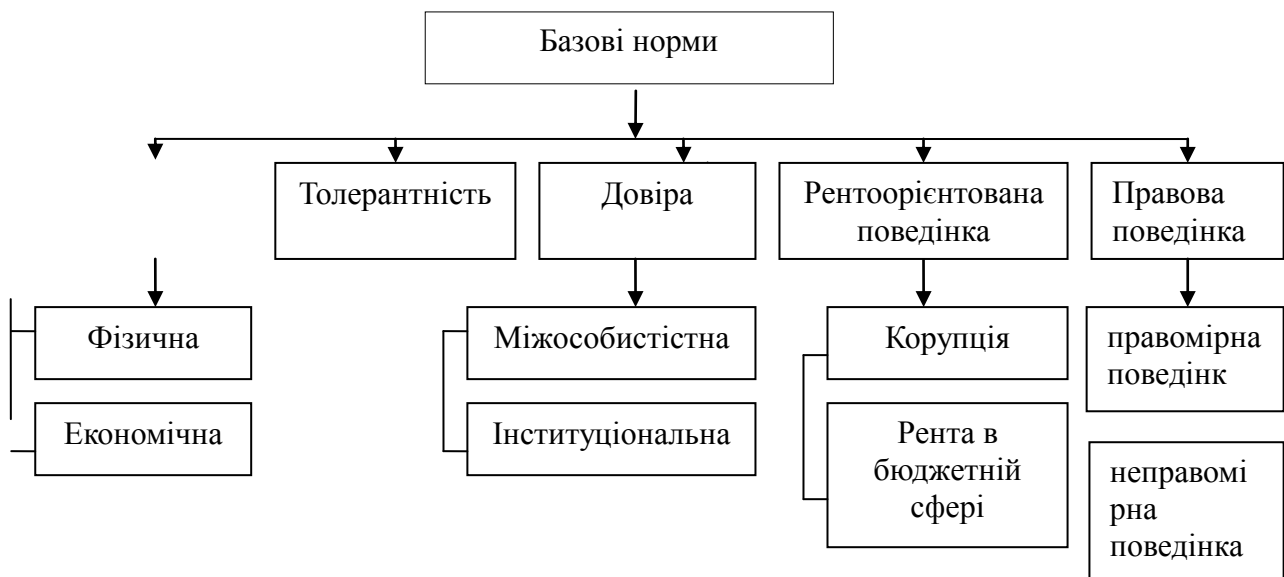 Базові норми
Толерантність
Довіра
Рентоорієнтована
поведінка
Правова
поведінка
Фізична
Міжособистістна
Корупція
правомірна
поведінк
Економічна
Інституціональна
Рента в
бюджетній
сфері
неправомі
рна
поведінка